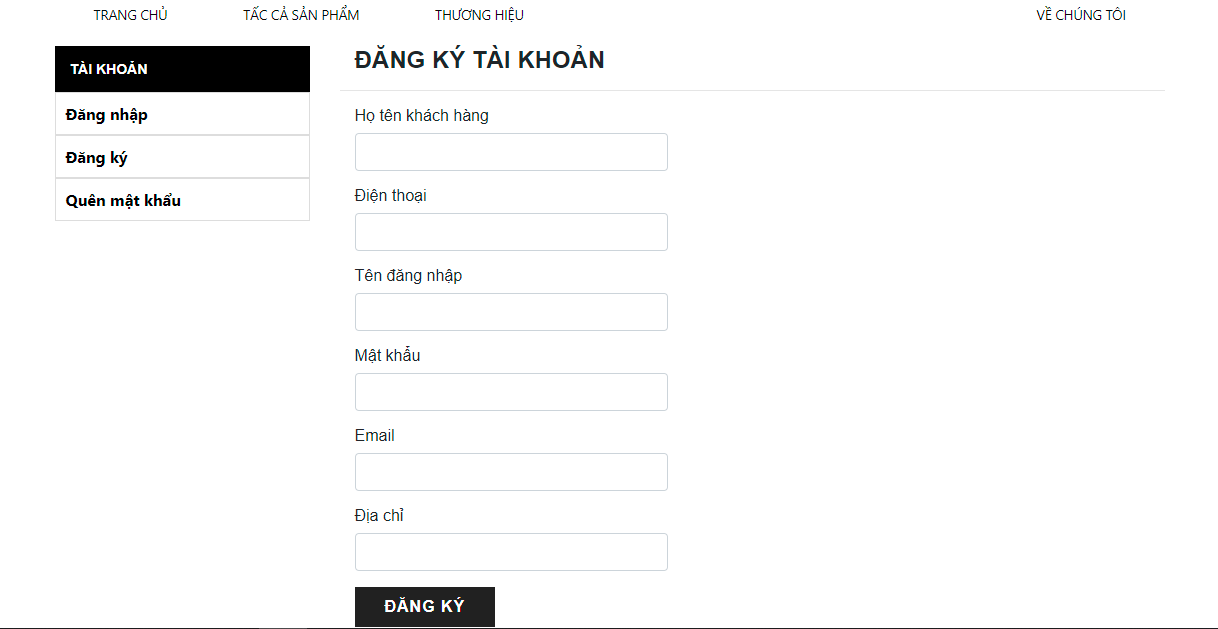 TRANG CHỦ TẤC CẢ SẢN PHẨM THƯƠNG HIỆU VỀ CHÚNG TÔI
TÀI KHOẢN
Đăng nhập
Đăng ký
Quên mật khẩu
ĐĂNG KÝ TÀI KHOẢN
Họ tên khách hàng
Điện thoại
Tên đăng nhập
Mật khẩu
Email
Địa chỉ
ĐĂNG KÝ